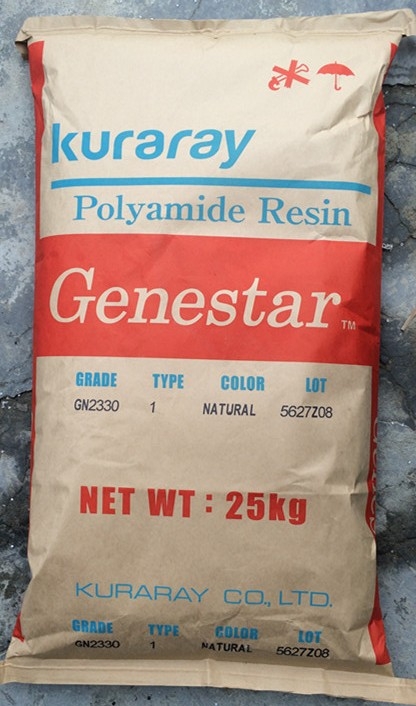 kuraray
Polyamide Resin
Genestar™
GRADE TYPE COLOR LOT
GN2330 1 NATURAL 5627Z08
NET WT : 25kg
KURARAY CO., LTD.
GRADE TYPE COLOR LOT
GN2330 1 NATURAL 5627Z08